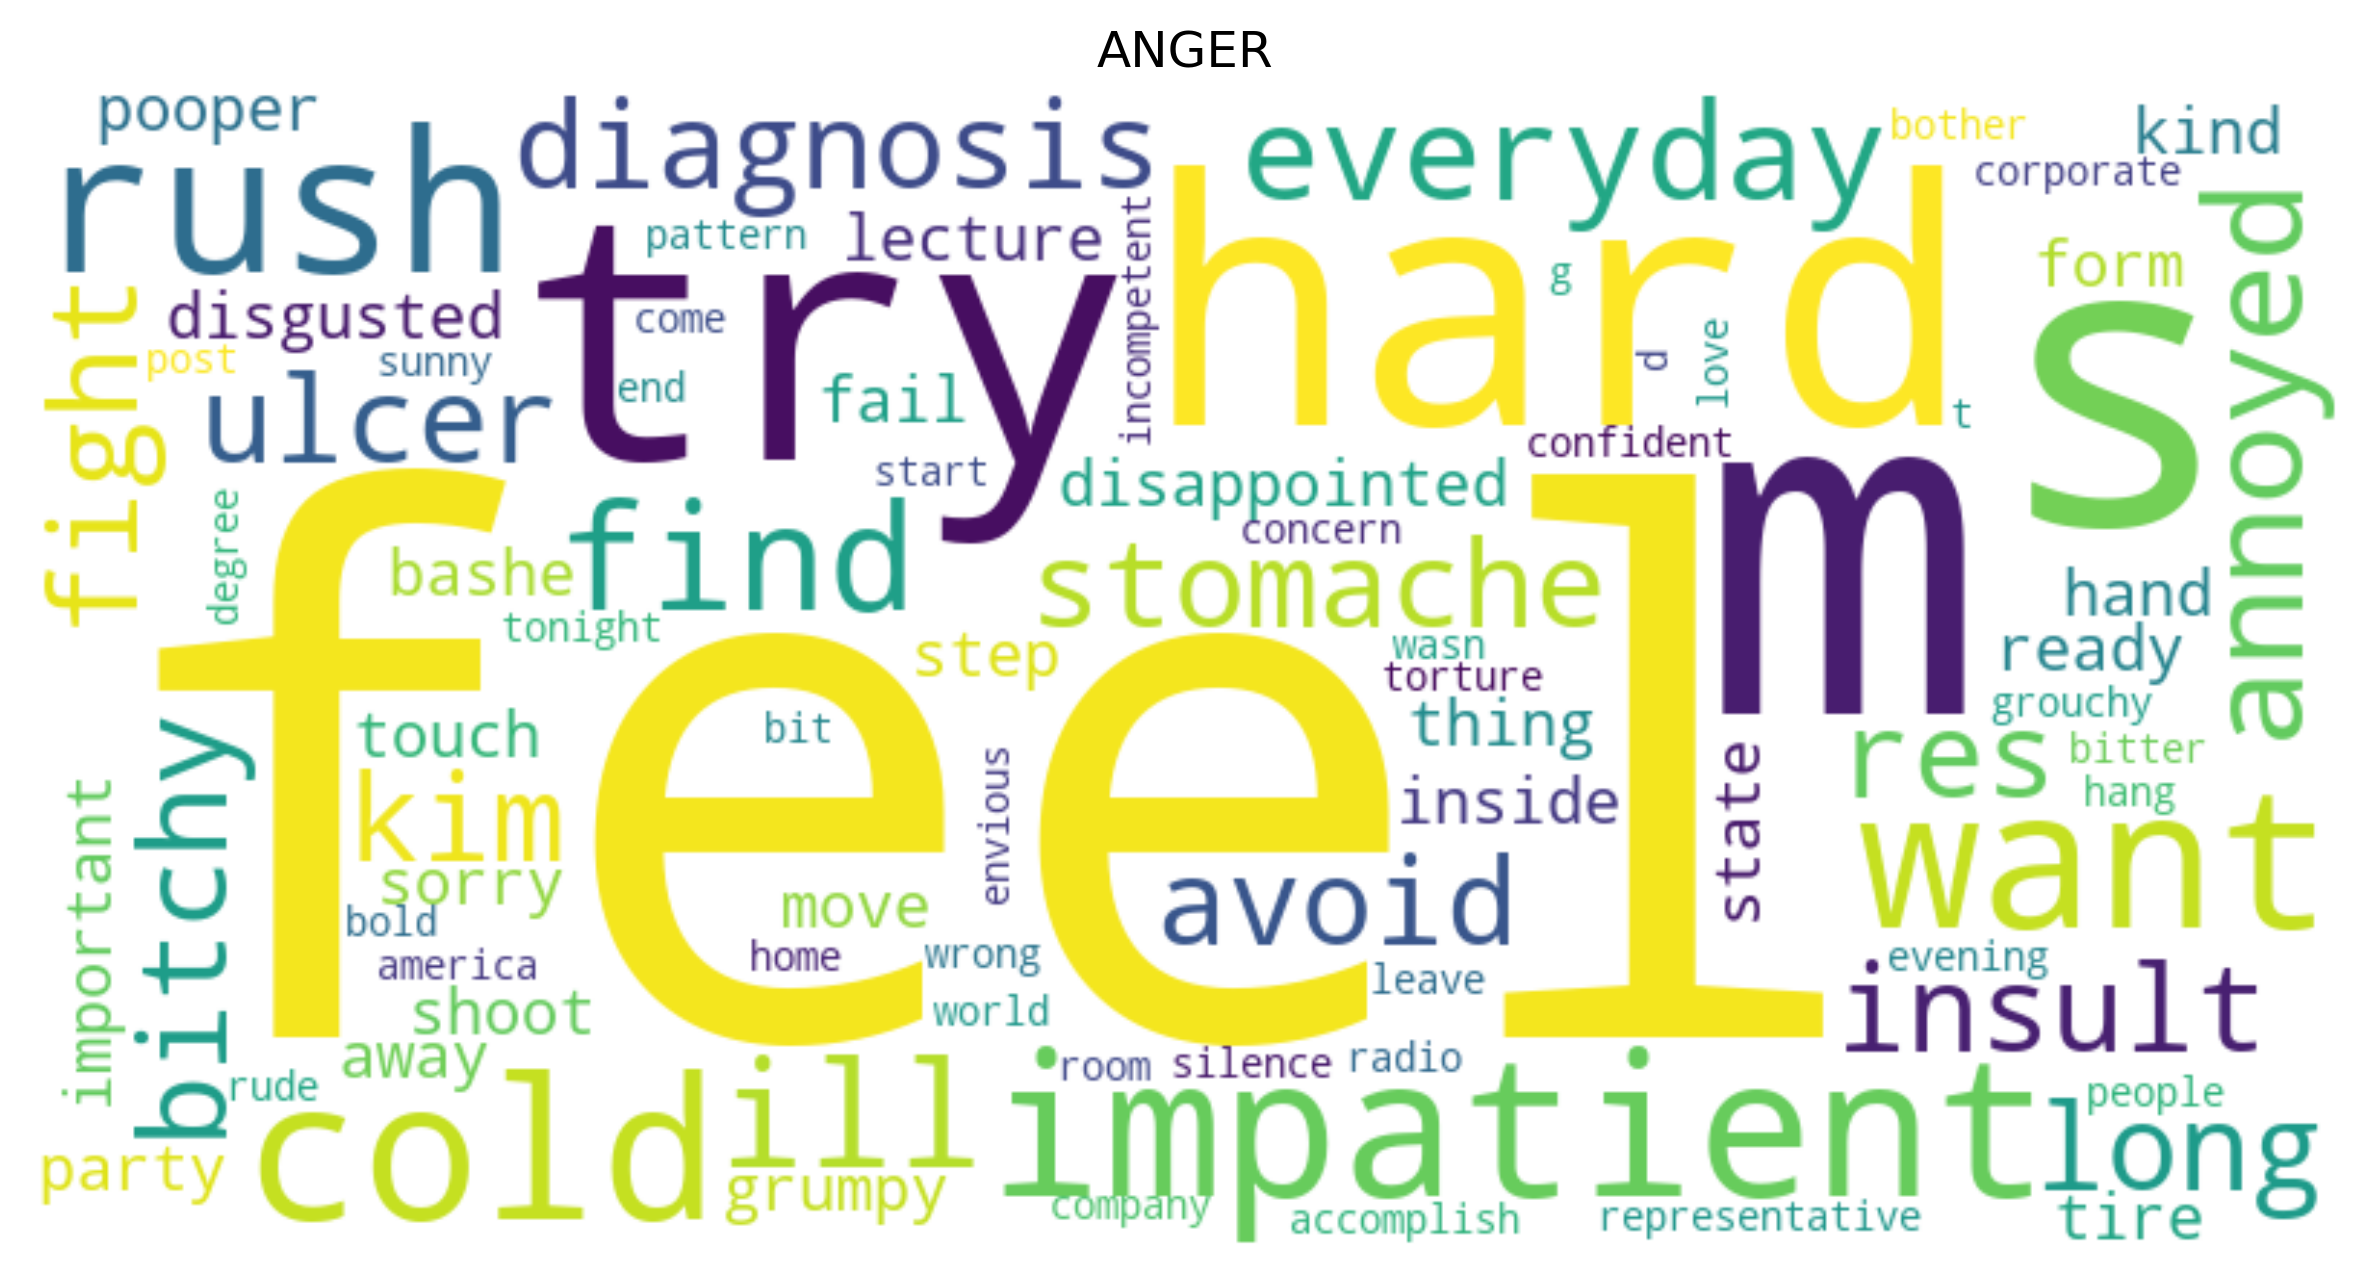 ANGER
pooper
rush
diagnosis
everyday
bother
kind
corporate
pattern
lecture
incompetent
try
hard
g
form
s
annoyed
fight
disgusted
come
post
sunny
ulcer
end
fail
d
love
t
start
disappointed
confident
m
degree
bashe
find
tonight
concern
stomache
hand
feel
step
wasn
torture
ready
grouchy
touch
bit
envious
thing
state
res
bitter
hang
important
bitchy
kim
inside
want
sorry
bold
move
avoid
america
home
wrong
leave
evening
shoot
world
insult
away
rude
room
silence
radio
people
party
cold
ill
grumpy
impatient
long
company
accomplish
representative
tire